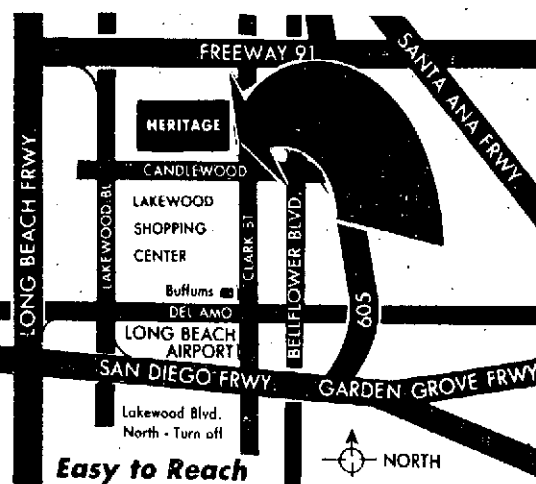 FREEWAY 91
SANTA ANA FRWY.
HERITAGE
CANDLEWOOD
LONG BEACH FRWY.
LAKEWOOD BL
LAKEWOOD
SHOPPING
CENTER
CLARK ST
BELLFLOWER BLVD.
605
Buffums
DEL AMO
LONG BEACH
AIRPORT
SAN DIEGO FRWY.
GARDEN GROVE FRWY
Lakewood Blvd.
North - Turn off
Easy to Reach
NORTH